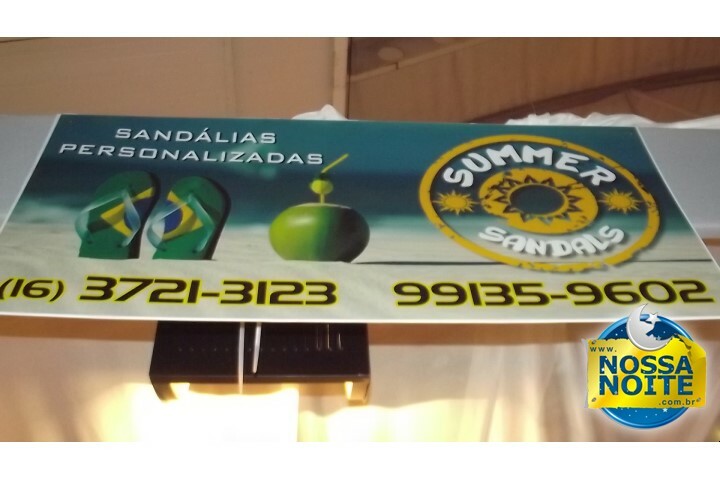 SANDÁLIAS
PERSONALIZADAS
SUMMER
SANDALS
(16) 3721-3123 99135-9602
www.
NOSSA
NOITE
.com.br